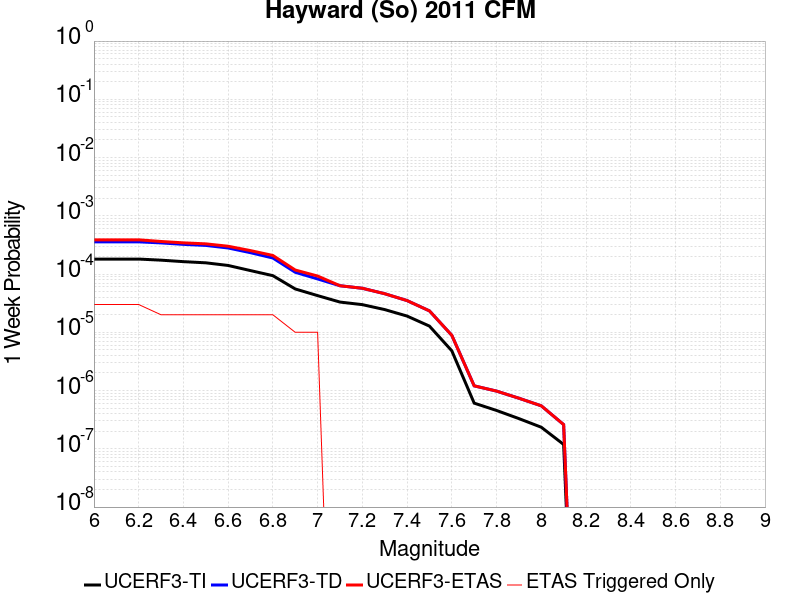 Hayward (So) 2011 CFM
10^0
10^-1
10^-2
10^-3
10^-4
10^-5
10^-6
10^-7
10^-8
1 Week Probability
6 6.2 6.4 6.6 6.8 7 7.2 7.4 7.6 7.8 8 8.2 8.4 8.6 8.8 9
Magnitude
UCERF3-TI UCERF3-TD UCERF3-ETAS ETAS Triggered Only